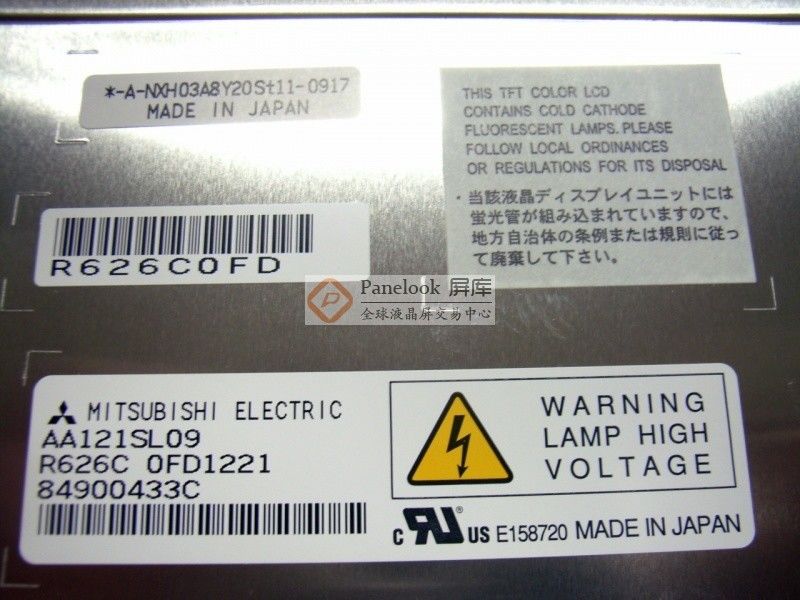 *-A-NXH03A8Y20St11-0917
MADE IN JAPAN
THIS TFT COLOR LCD
CONTAINS COLD CATHODE
FLUORESCENT LAMPS. PLEASE
FOLLOW LOCAL ORDINANCES
OR REGULATIONS FOR ITS DISPOSAL
・当該液晶ディスプレイユニットには
蛍光管が組み込まれていますので、
地方自治体の条例または規則に従っ
て廃棄して下さい。
R626C0FD
Panelook 屏库
全球液晶屏交易中心
MITSUBISHI ELECTRIC
AA121SL09
R626C 0FD1221
84900433C
WARNING
LAMP HIGH
VOLTAGE
c RU US E158720 MADE IN JAPAN